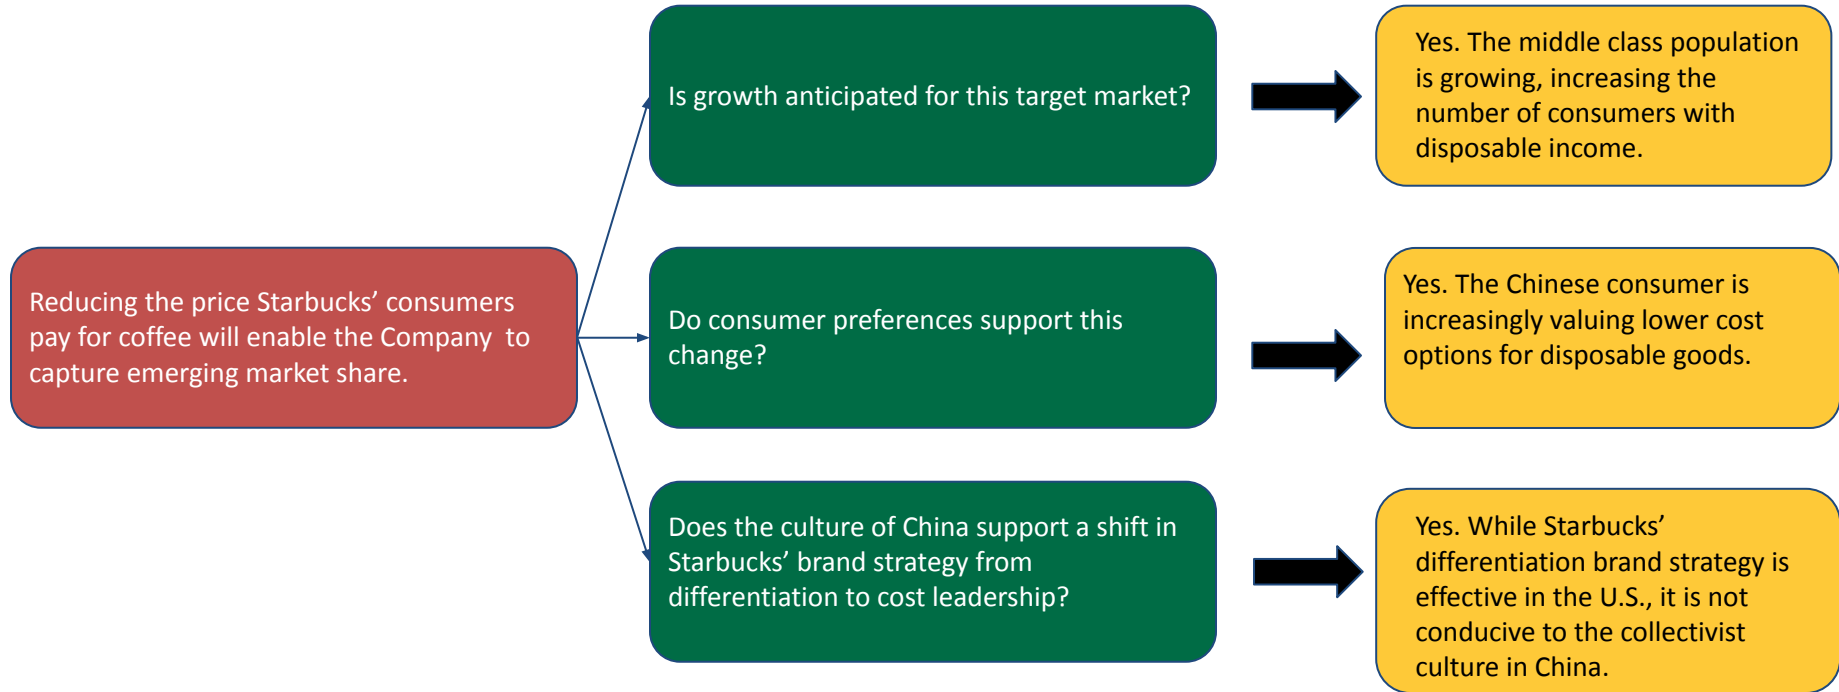 Reducing the price Starbucks’ consumers
pay for coffee will enable the Company  to
capture emerging market share.
Is growth anticipated for this target market?
Yes. The middle class population
is growing, increasing the
number of consumers with
disposable income.
Do consumer preferences support this
change?
Yes. The Chinese consumer is
increasingly valuing lower cost
options for disposable goods.
Does the culture of China support a shift in
Starbucks’ brand strategy from
differentiation to cost leadership?
Yes. While Starbucks’
differentiation brand strategy is
effective in the U.S., it is not
conducive to the collectivist
culture in China.